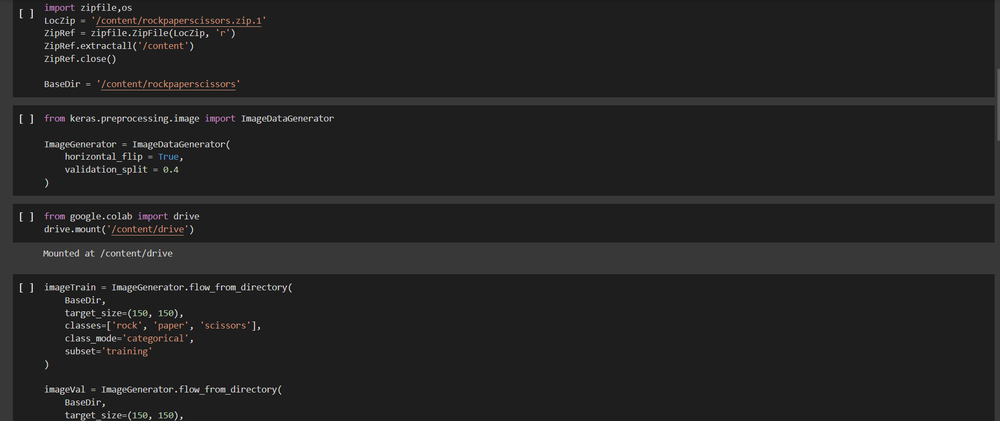 [ ] import zipfile,os
LocZip = '/content/rockpaperscissors.zip.1'
ZipRef = zipfile.ZipFile(LocZip, 'r')
ZipRef.extractall('/content')
ZipRef.close()
BaseDir = '/content/rockpaperscissors'
[ ] from keras.preprocessing.image import ImageDataGenerator
ImageGenerator = ImageDataGenerator(
    horizontal_flip = True,
    validation_split = 0.4
)
[ ] from google.colab import drive
drive.mount('/content/drive')
Mounted at /content/drive
[ ] imageTrain = ImageGenerator.flow_from_directory(
    BaseDir,
    target_size=(150, 150),
    classes=['rock', 'paper', 'scissors'],
    class_mode='categorical',
    subset='training'
)
imageVal = ImageGenerator.flow_from_directory(
    BaseDir,
    target_size=(150, 150),